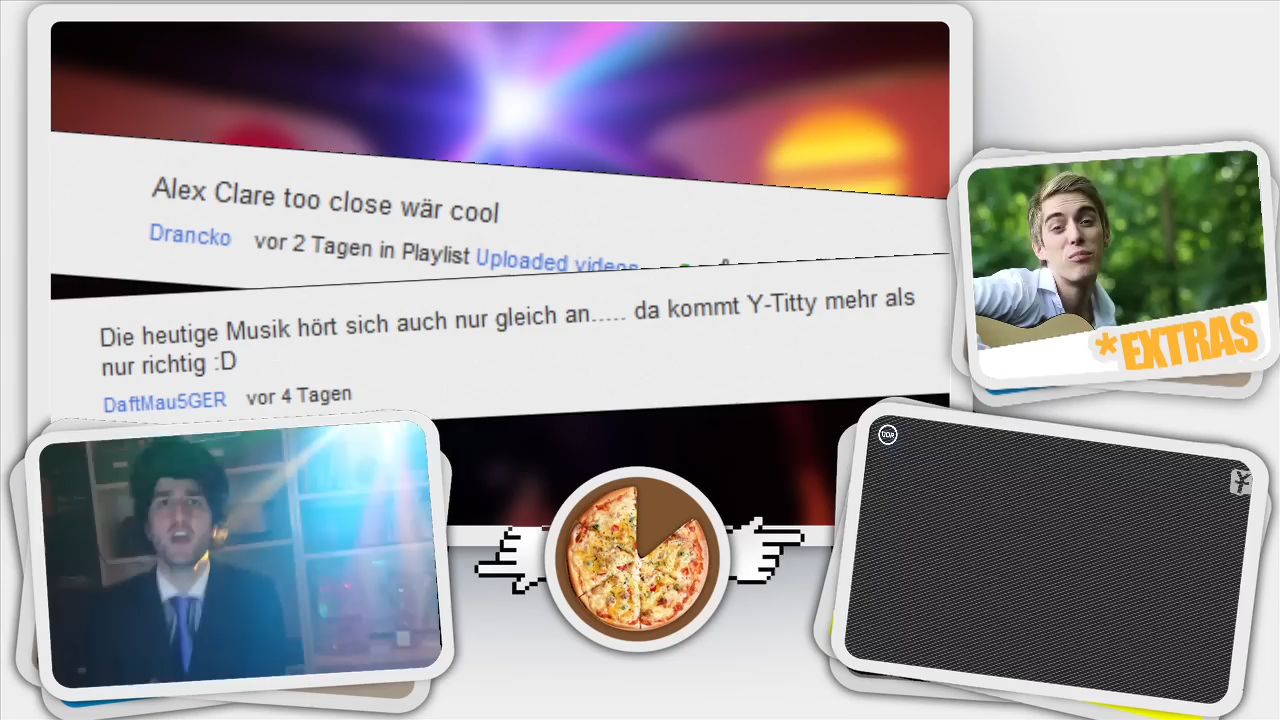 Alex Clare too close wär cool
Drancko vor 2 Tagen in Playlist Uploaded videos
Die heutige Musik hört sich auch nur gleich an..... da kommt Y-Titty mehr als
nur richtig :D
DaftMau5GER vor 4 Tagen
*EXTRAS